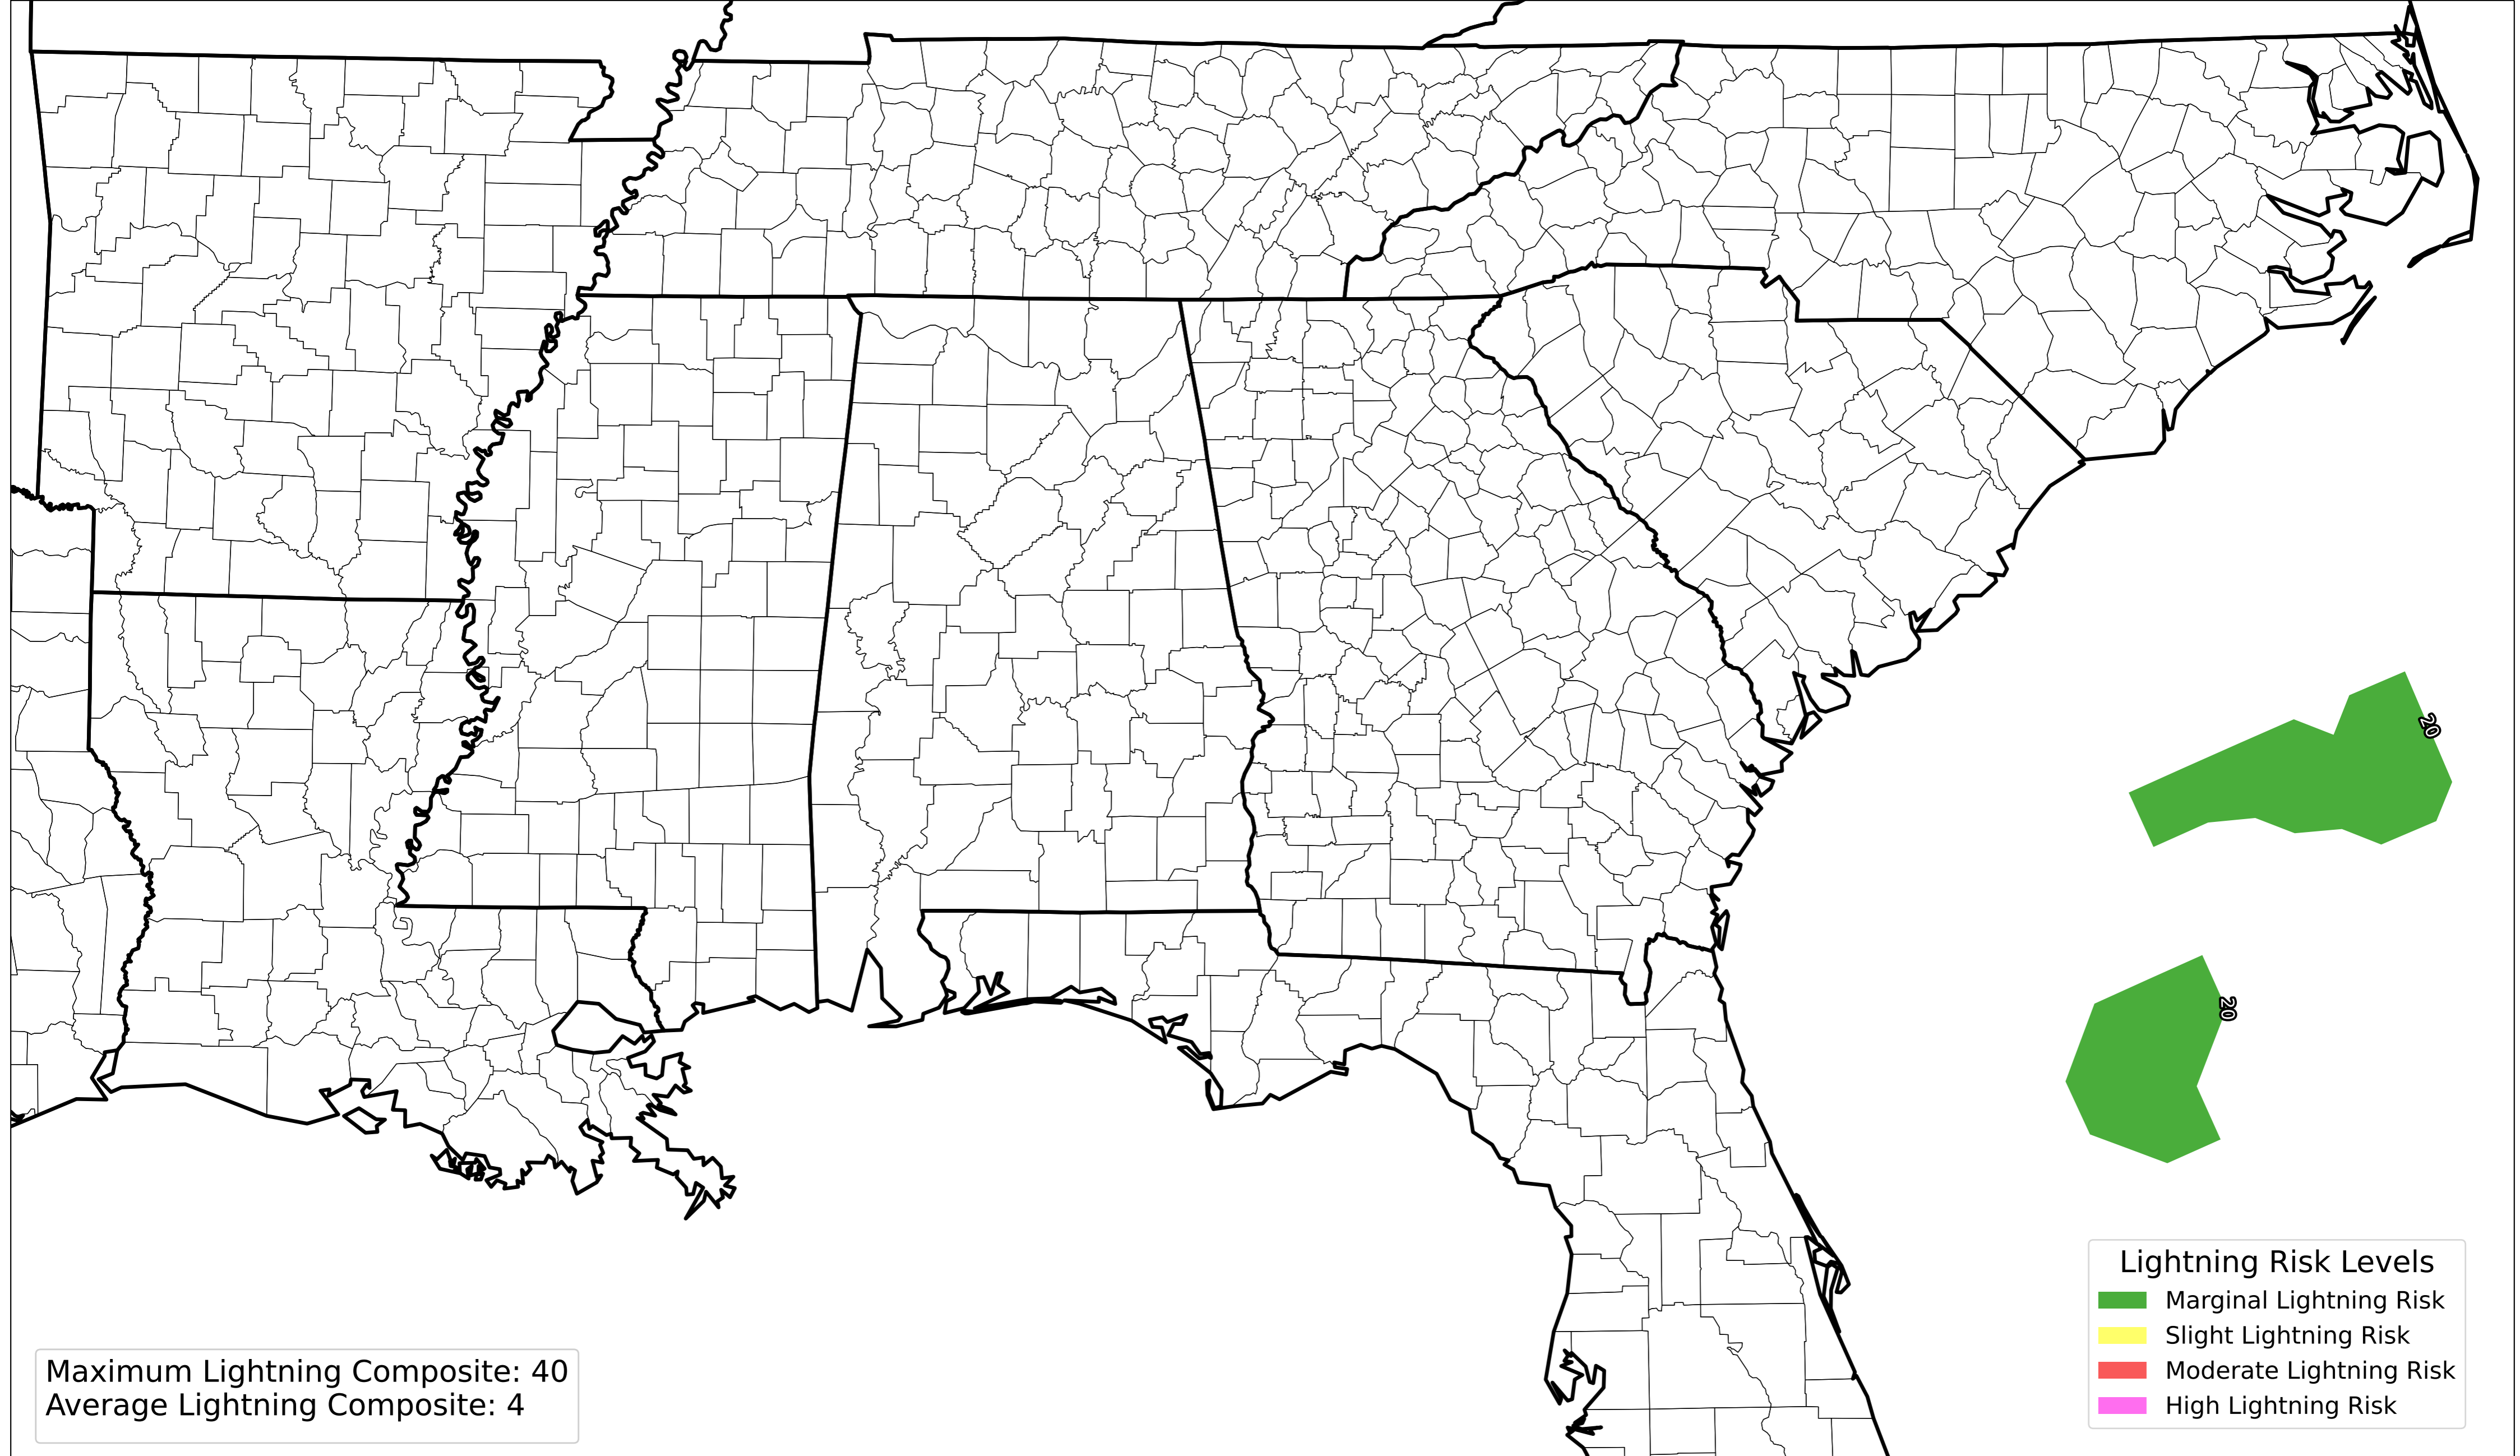 20
20
Lightning Risk Levels
Marginal Lightning Risk
Slight Lightning Risk
Moderate Lightning Risk
High Lightning Risk
Maximum Lightning Composite: 40
Average Lightning Composite: 4